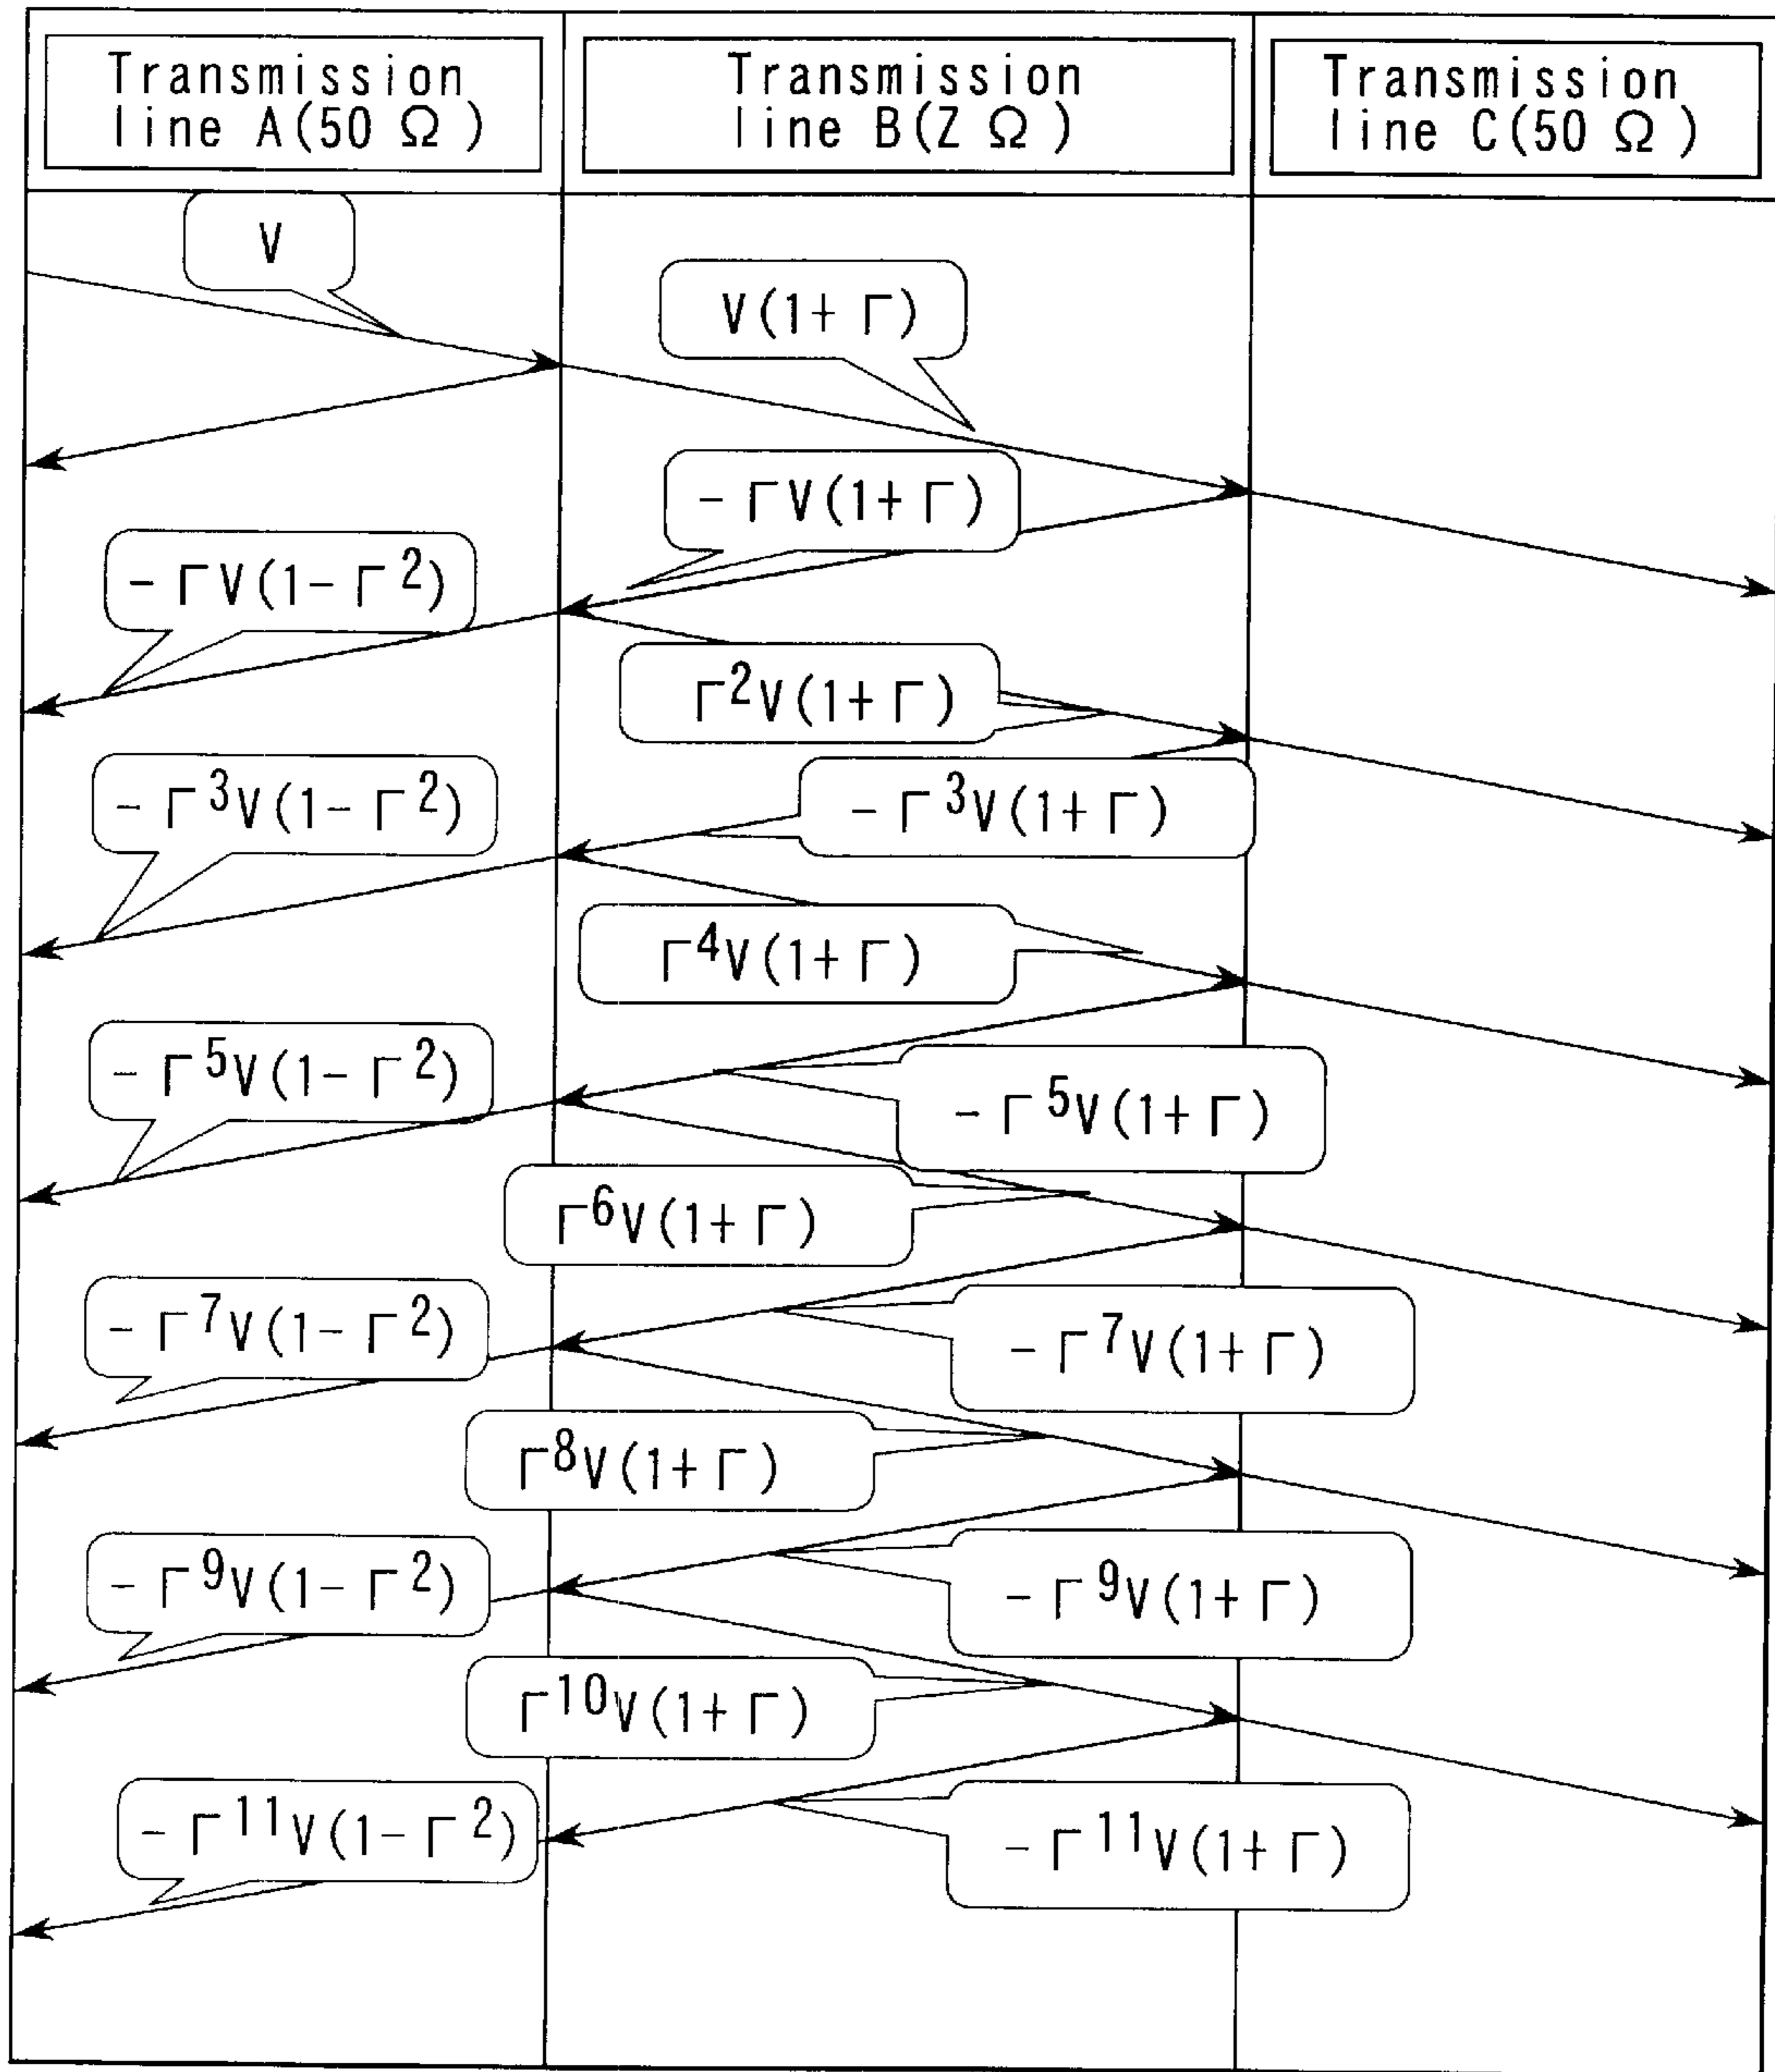 Transmission
line A(50 Ω)
Transmission
line B(Z Ω)
Transmission
line C(50 Ω)
V
V(1+ Γ)
- ΓV(1+ Γ)
- ΓV(1- Γ²)
Γ²V(1+ Γ)
- Γ³V(1- Γ²)
- Γ³V(1+ Γ)
Γ⁴V(1+ Γ)
- Γ⁵V(1- Γ²)
- Γ⁵V(1+ Γ)
Γ⁶V(1+ Γ)
- Γ⁷V(1- Γ²)
- Γ⁷V(1+ Γ)
Γ⁸V(1+ Γ)
- Γ⁹V(1- Γ²)
- Γ⁹V(1+ Γ)
Γ¹⁰V(1+ Γ)
- Γ¹¹V(1- Γ²)
- Γ¹¹V(1+ Γ)